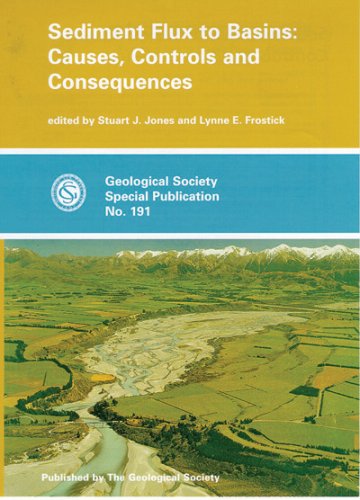 Sediment Flux to Basins:
Causes, Controls and
Consequences
edited by Stuart J. Jones and Lynne E. Frostick
Geological Society
Special Publication
No. 191
Published by The Geological Society